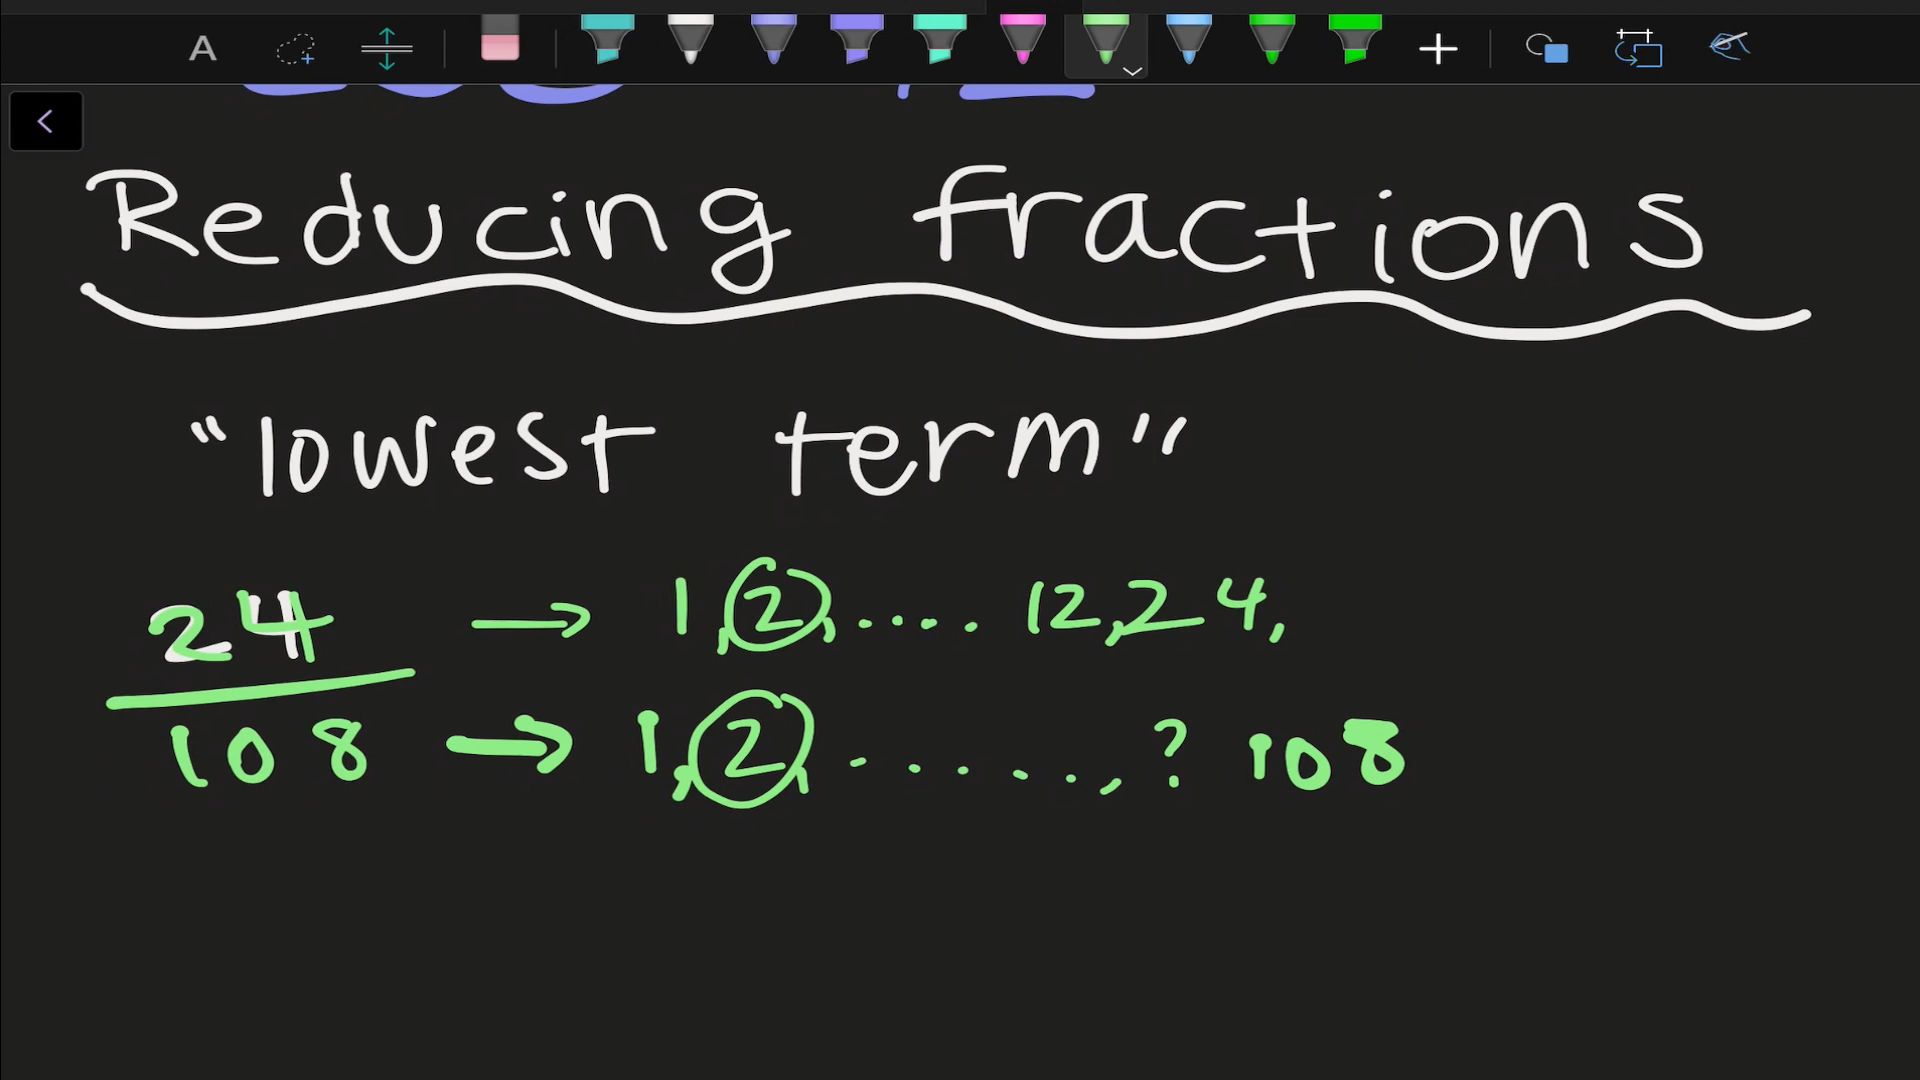 A
Reducing fractions
"lowest term"
24 → 1, 2, .... 12, 24,
108 → 1, 2, ....., ? 108